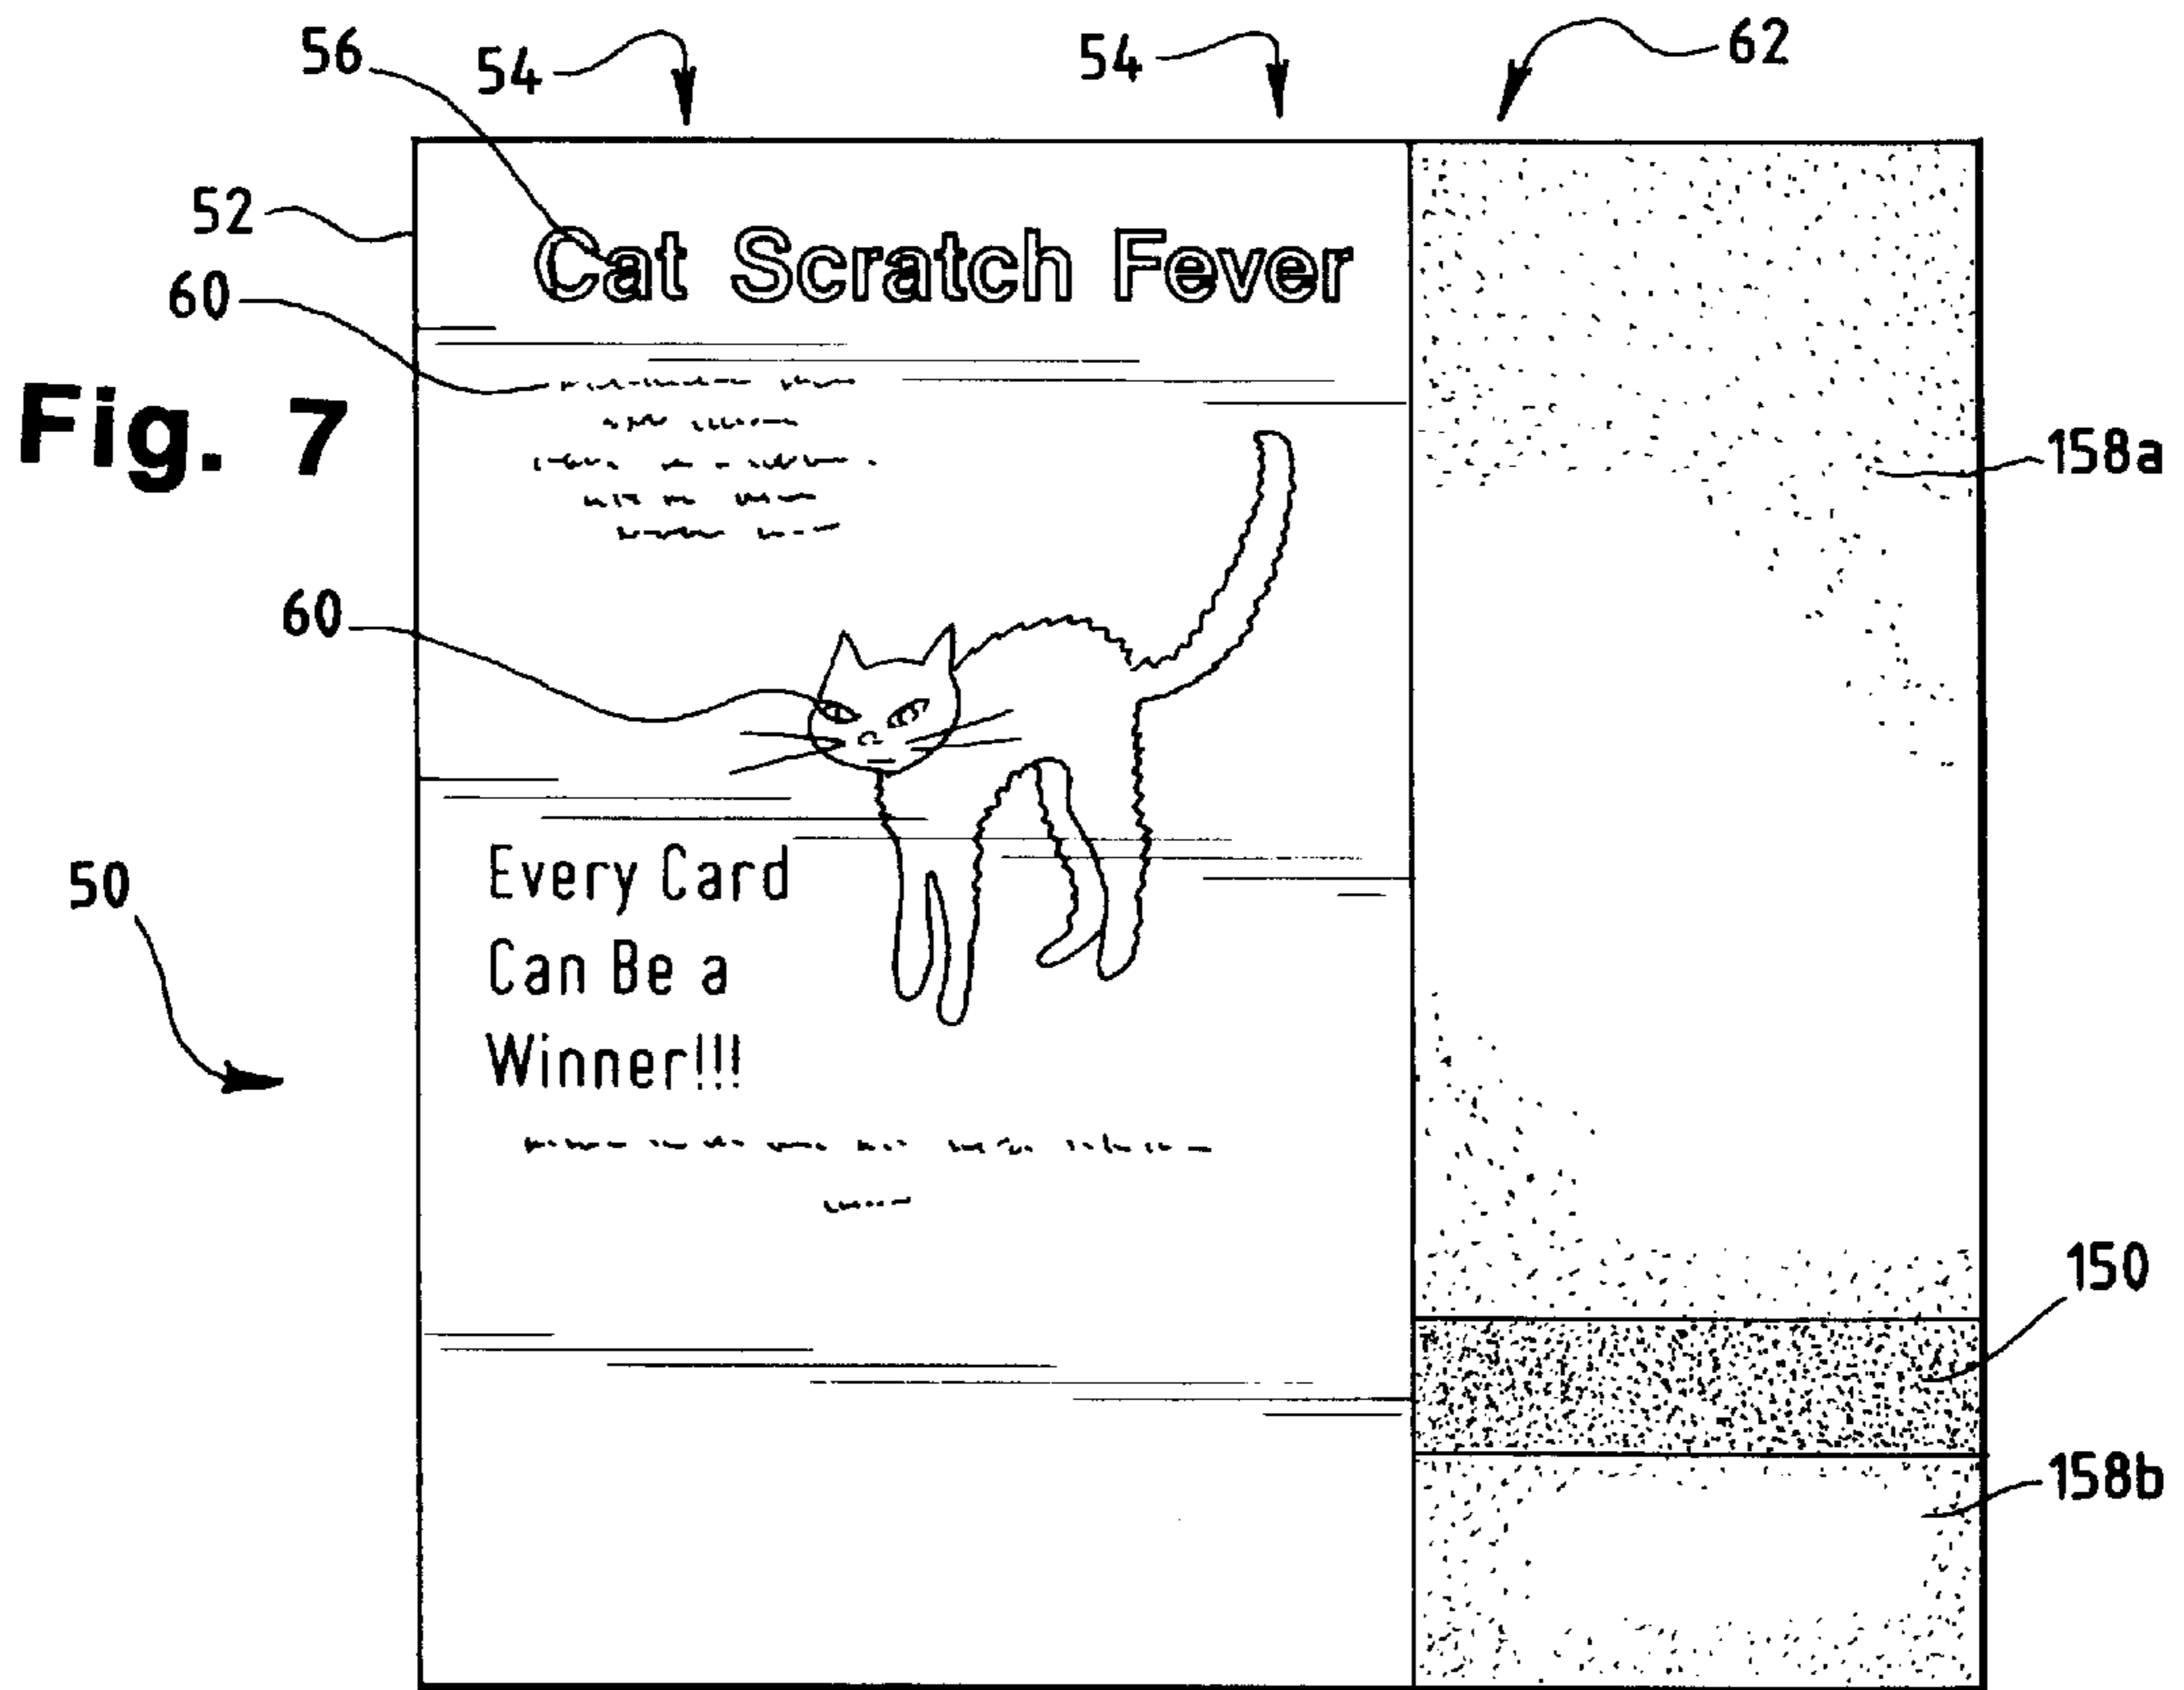 56 54 54 62
52
Cat Scratch Fever
60
Fig. 7
158a
60
50
Every Card
Can Be a
Winner!!!
150
158b